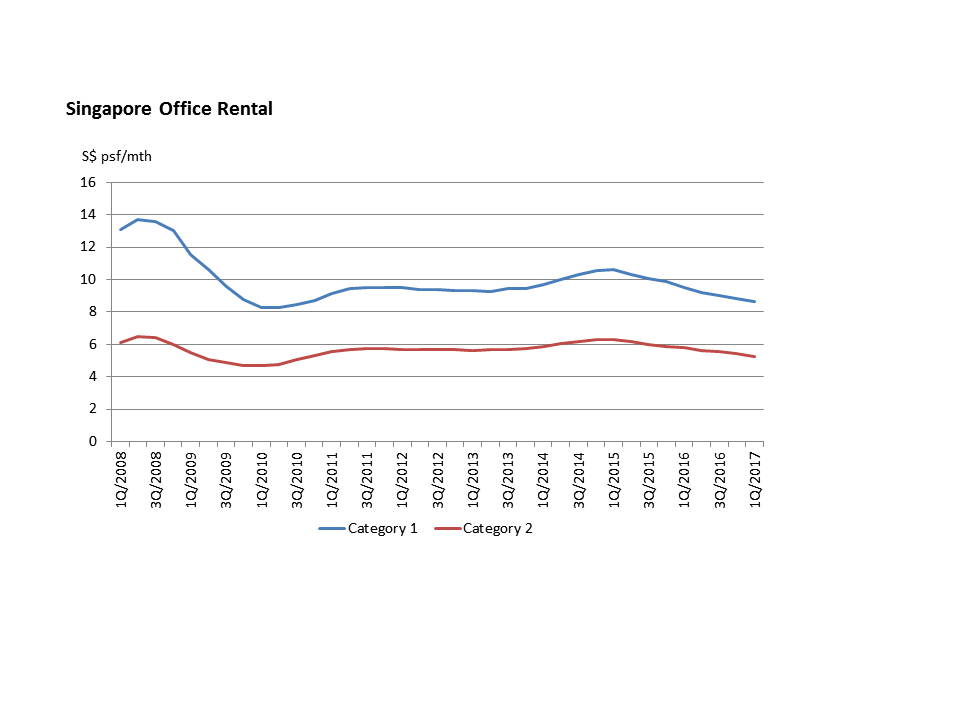 Singapore Office Rental
S$ psf/mth
16
14
12
10
8
6
4
2
0
1Q/2008
3Q/2008
1Q/2009
3Q/2009
1Q/2010
3Q/2010
1Q/2011
3Q/2011
1Q/2012
3Q/2012
1Q/2013
3Q/2013
1Q/2014
3Q/2014
1Q/2015
3Q/2015
1Q/2016
3Q/2016
1Q/2017
Category 1 Category 2